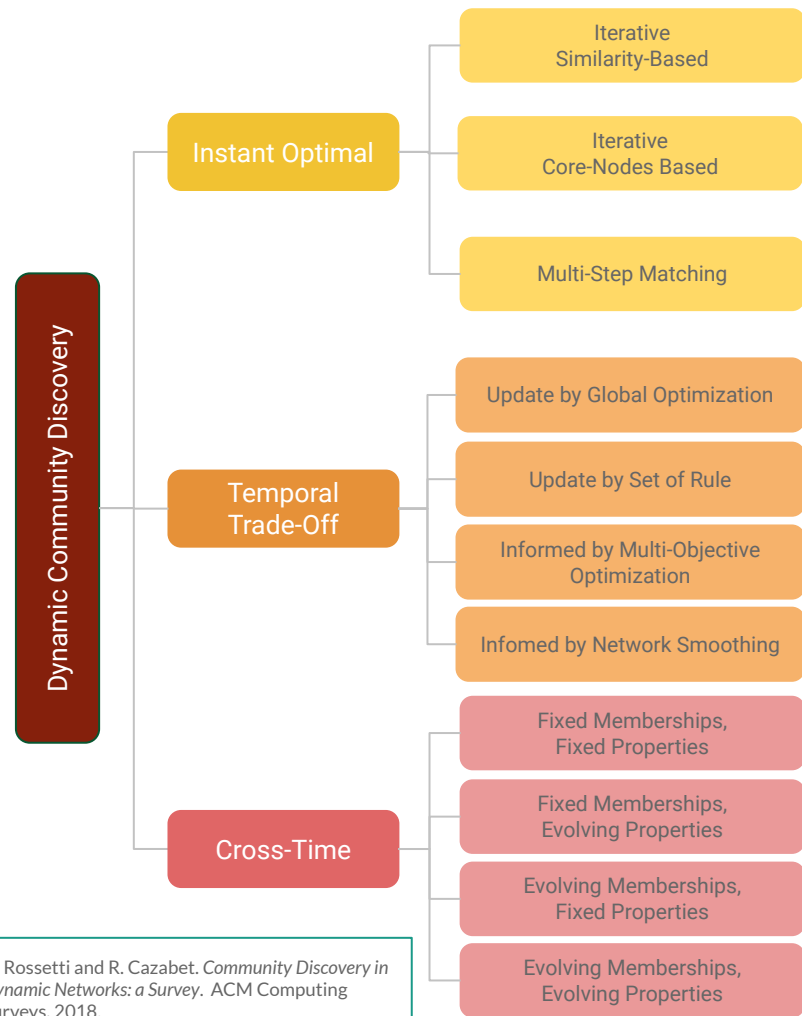 Dynamic Community Discovery
Instant Optimal
Iterative
Similarity-Based
Iterative
Core-Nodes Based
Multi-Step Matching
Temporal
Trade-Off
Update by Global Optimization
Update by Set of Rule
Informed by Multi-Objective
Optimization
Infomed by Network Smoothing
Cross-Time
Fixed Memberships,
Fixed Properties
Fixed Memberships,
Evolving Properties
Evolving Memberships,
Fixed Properties
Evolving Memberships,
Evolving Properties
Rossetti and R. Cazabet. Community Discovery in
ynamic Networks: a Survey. ACM Computing
urveys, 2018.